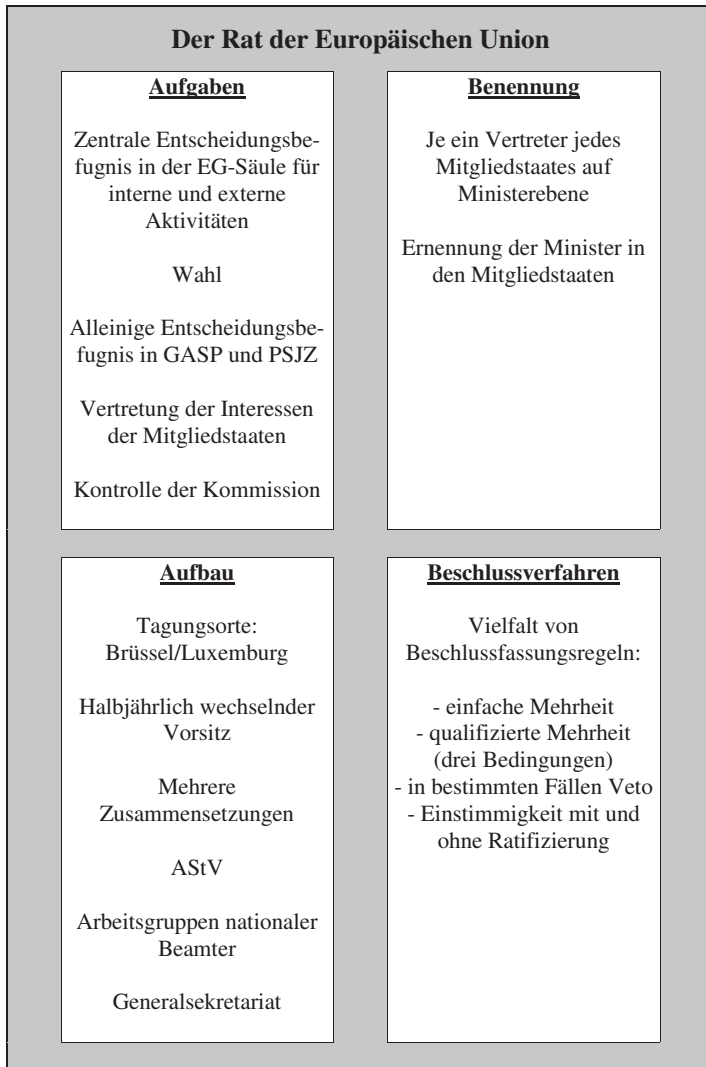 Der Rat der Europäischen Union
Aufgaben
Zentrale Entscheidungsbe-
fugnis in der EG-Säule für
interne und externe
Aktivitäten
Wahl
Alleinige Entscheidungsbe-
fugnis in GASP und PSJZ
Vertretung der Interessen
der Mitgliedstaaten
Kontrolle der Kommission
Benennung
Je ein Vertreter jedes
Mitgliedstaates auf
Ministerebene
Ernennung der Minister in
den Mitgliedstaaten
Aufbau
Tagungsorte:
Brüssel/Luxemburg
Halbjährlich wechselnder
Vorsitz
Mehrere
Zusammensetzungen
AStV
Arbeitsgruppen nationaler
Beamter
Generalsekretariat
Beschlussverfahren
Vielfalt von
Beschlussfassungsregeln:
- einfache Mehrheit
- qualifizierte Mehrheit
(drei Bedingungen)
- in bestimmten Fällen Veto
- Einstimmigkeit mit und
ohne Ratifizierung